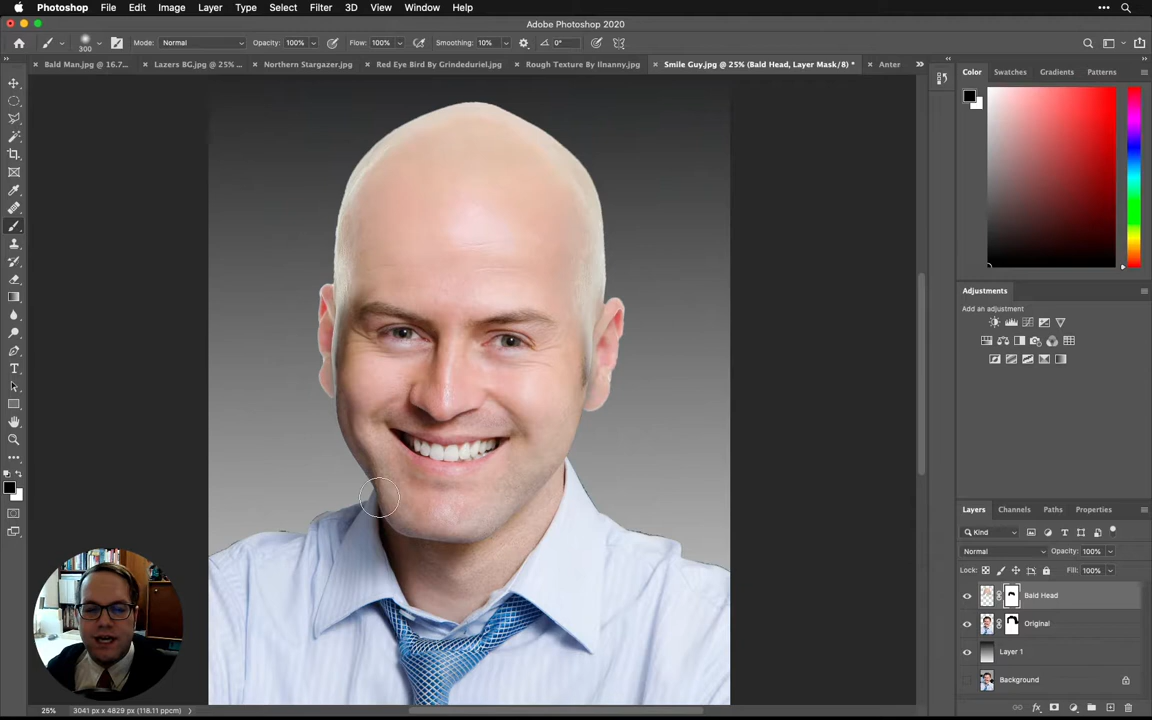 Photoshop File Edit Image Layer Type Select Filter 3D View Window Help
Adobe Photoshop 2020
300 Mode: Normal Opacity: 100% Flow: 100% Smoothing: 10% 0°
Bald Man.jpg @ 16.7... Lazers BG.jpg @ 25% ... Northern Stargazer.jpg Red Eye Bird By Grindeduriel.jpg Rough Texture By Ilnanny.jpg Smile Guy.jpg @ 25% (Bald Head, Layer Mask/8) * Anter
Color Swatches Gradients Patterns
Adjustments
Add an adjustment
Layers Channels Paths Properties
Kind
Normal Opacity: 100%
Lock: Fill: 100%
Bald Head
Original
Layer 1
Background
25% 3041 px x 4829 px (118.11 ppcm)